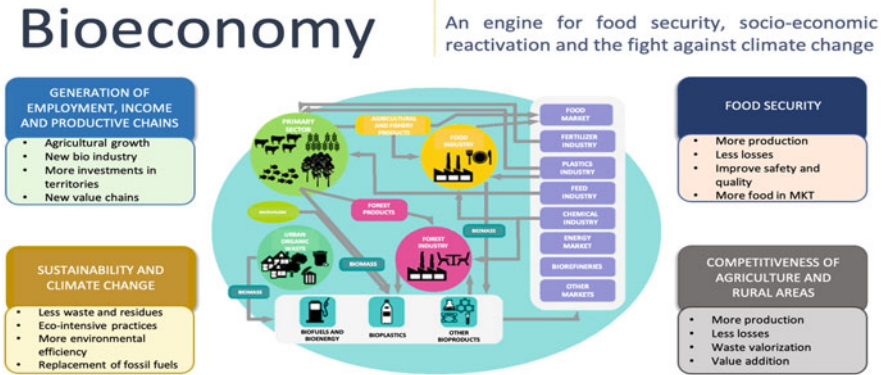 Bioeconomy
An engine for food security, socio-economic
reactivation and the fight against climate change
GENERATION OF
EMPLOYMENT, INCOME
AND PRODUCTIVE CHAINS
• Agricultural growth
• New bio industry
• More investments in
territories
• New value chains
SUSTAINABILITY AND
CLIMATE CHANGE
• Less waste and residues
• Eco-intensive practices
• More environmental
efficiency
• Replacement of fossil fuels
PRIMARY
SECTOR
AGRICULTURAL
AND FISHERY
PRODUCTS
FOOD
INDUSTRY
FOREST
PRODUCTS
URBAN
ORGANIC
WASTE
BIOMASS
FOREST
INDUSTRY
BIOMASS
BIOMASS
BIOFUELS AND
BIOENERGY
BIOPLASTICS
OTHER
BIOPRODUCTS
FOOD
MARKET
FERTILIZER
INDUSTRY
PLASTICS
INDUSTRY
FEED
INDUSTRY
CHEMICAL
INDUSTRY
ENERGY
MARKET
BIOREFINERIES
OTHER
MARKETS
FOOD SECURITY
• More production
• Less losses
• Improve safety and
quality
• More food in MKT
COMPETITIVENESS OF
AGRICULTURE AND
RURAL AREAS
• More production
• Less losses
• Waste valorization
• Value addition